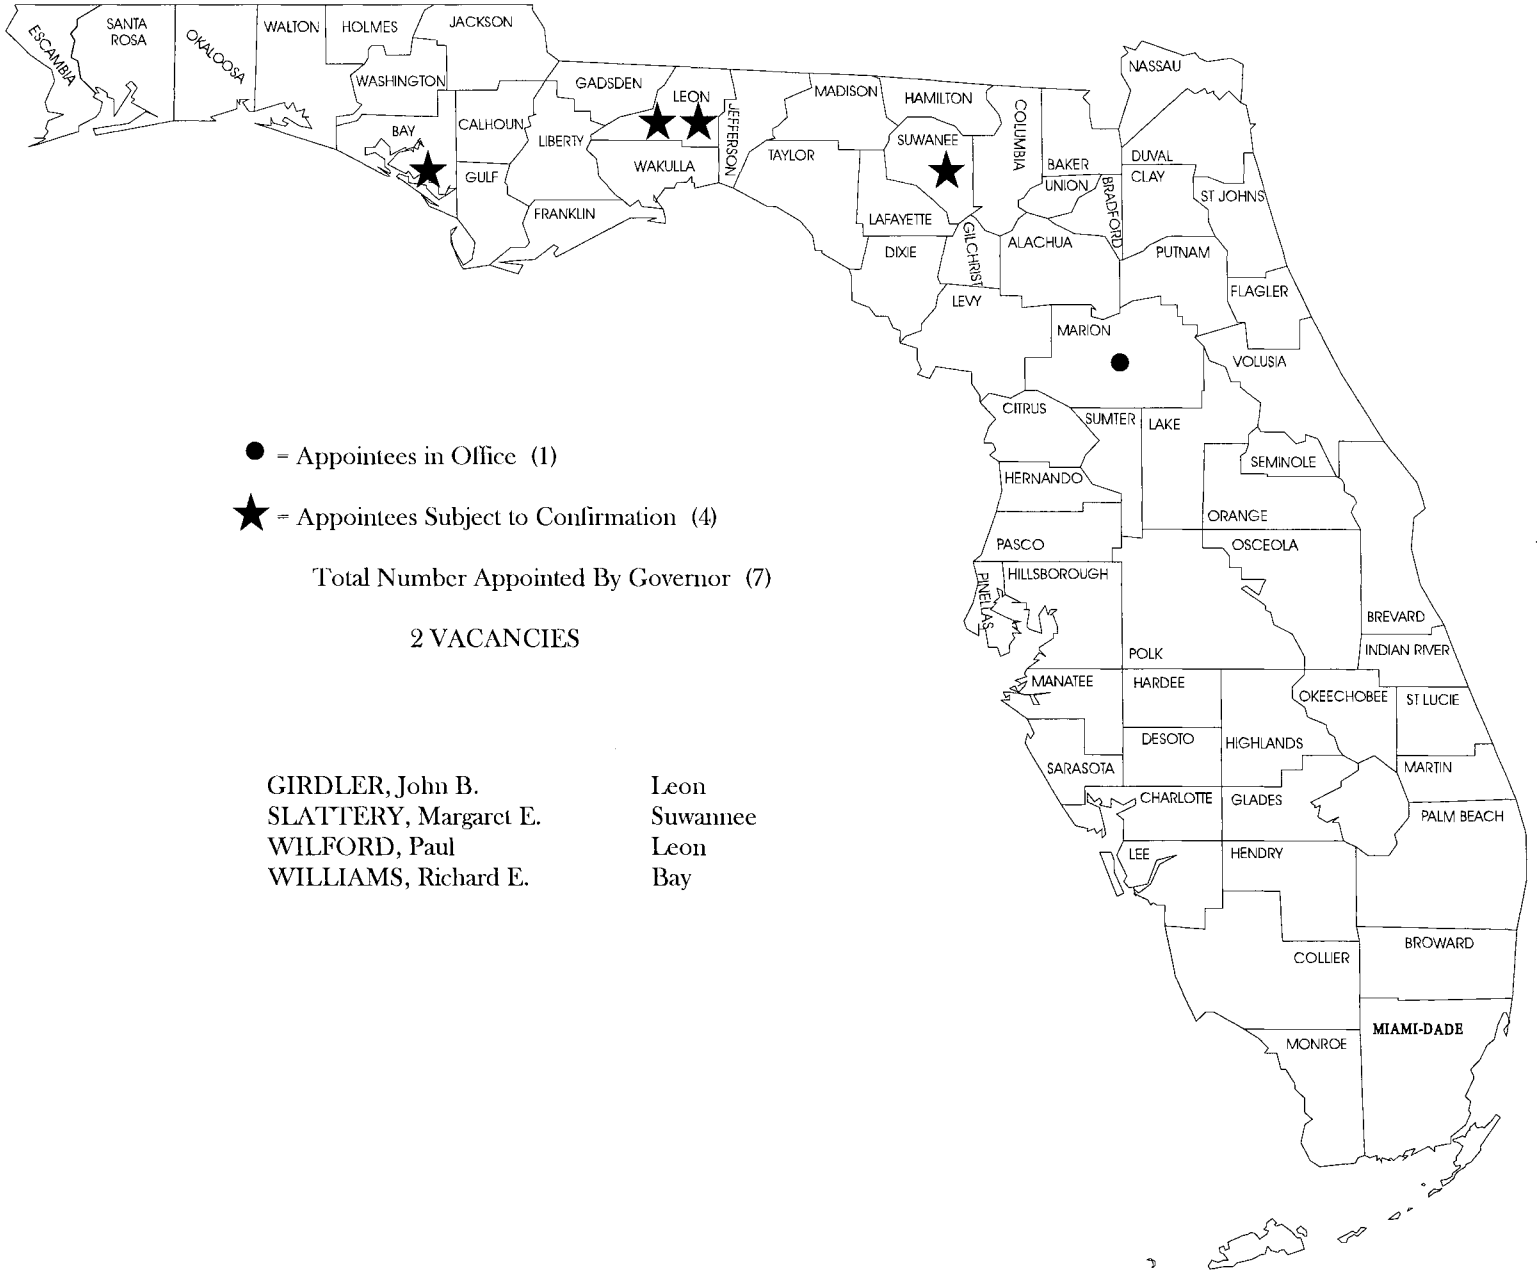 ESCAMBIA
SANTA
ROSA
OKALOOSA
WALTON
HOLMES
JACKSON
WASHINGTON
BAY
CALHOUN
GULF
GADSDEN
LIBERTY
FRANKLIN
LEON
WAKULLA
JEFFERSON
MADISON
TAYLOR
HAMILTON
SUWANEE
LAFAYETTE
DIXIE
COLUMBIA
GILCHRIST
LEVY
NASSAU
BAKER
UNION
BRADFORD
DUVAL
CLAY
ST JOHNS
ALACHUA
PUTNAM
FLAGLER
MARION
VOLUSIA
CITRUS
SUMTER
LAKE
SEMINOLE
HERNANDO
ORANGE
PASCO
OSCEOLA
PINELLAS
HILLSBOROUGH
BREVARD
POLK
INDIAN RIVER
MANATEE
HARDEE
OKEECHOBEE
ST LUCIE
DESOTO
HIGHLANDS
SARASOTA
MARTIN
CHARLOTTE
GLADES
PALM BEACH
LEE
HENDRY
BROWARD
COLLIER
MIAMI-DADE
MONROE
= Appointees in Office (1)
= Appointees Subject to Confirmation (4)
Total Number Appointed By Governor (7)
2 VACANCIES
GIRDLER, John B. Leon
SLATTERY, Margaret E. Suwannee
WILFORD, Paul Leon
WILLIAMS, Richard E. Bay